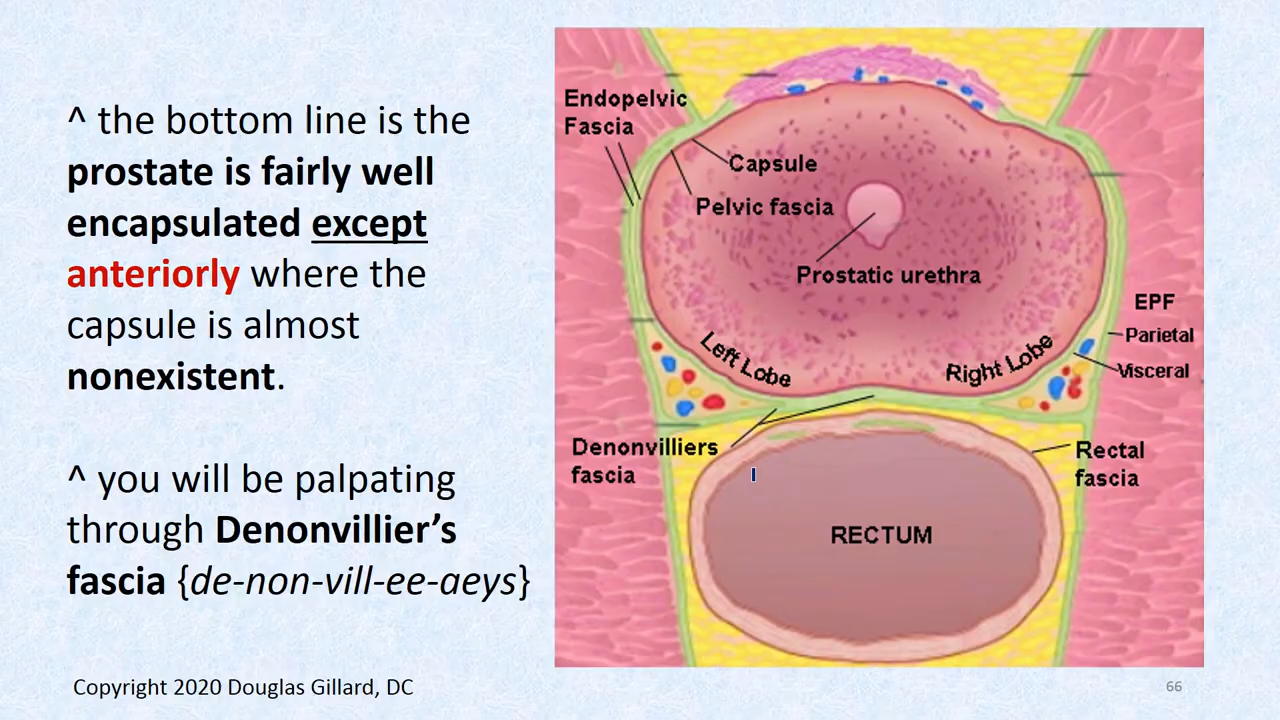 ^ the bottom line is the
prostate is fairly well
encapsulated except
anteriorly where the
capsule is almost
nonexistent.
^ you will be palpating
through Denonvillier’s
fascia {de-non-vill-ee-aeys}
Endopelvic
Fascia
Capsule
Pelvic fascia
Prostatic urethra
EPF
Parietal
Visceral
Left Lobe
Right Lobe
Denonvilliers
fascia
Rectal
fascia
RECTUM
Copyright 2020 Douglas Gillard, DC
66